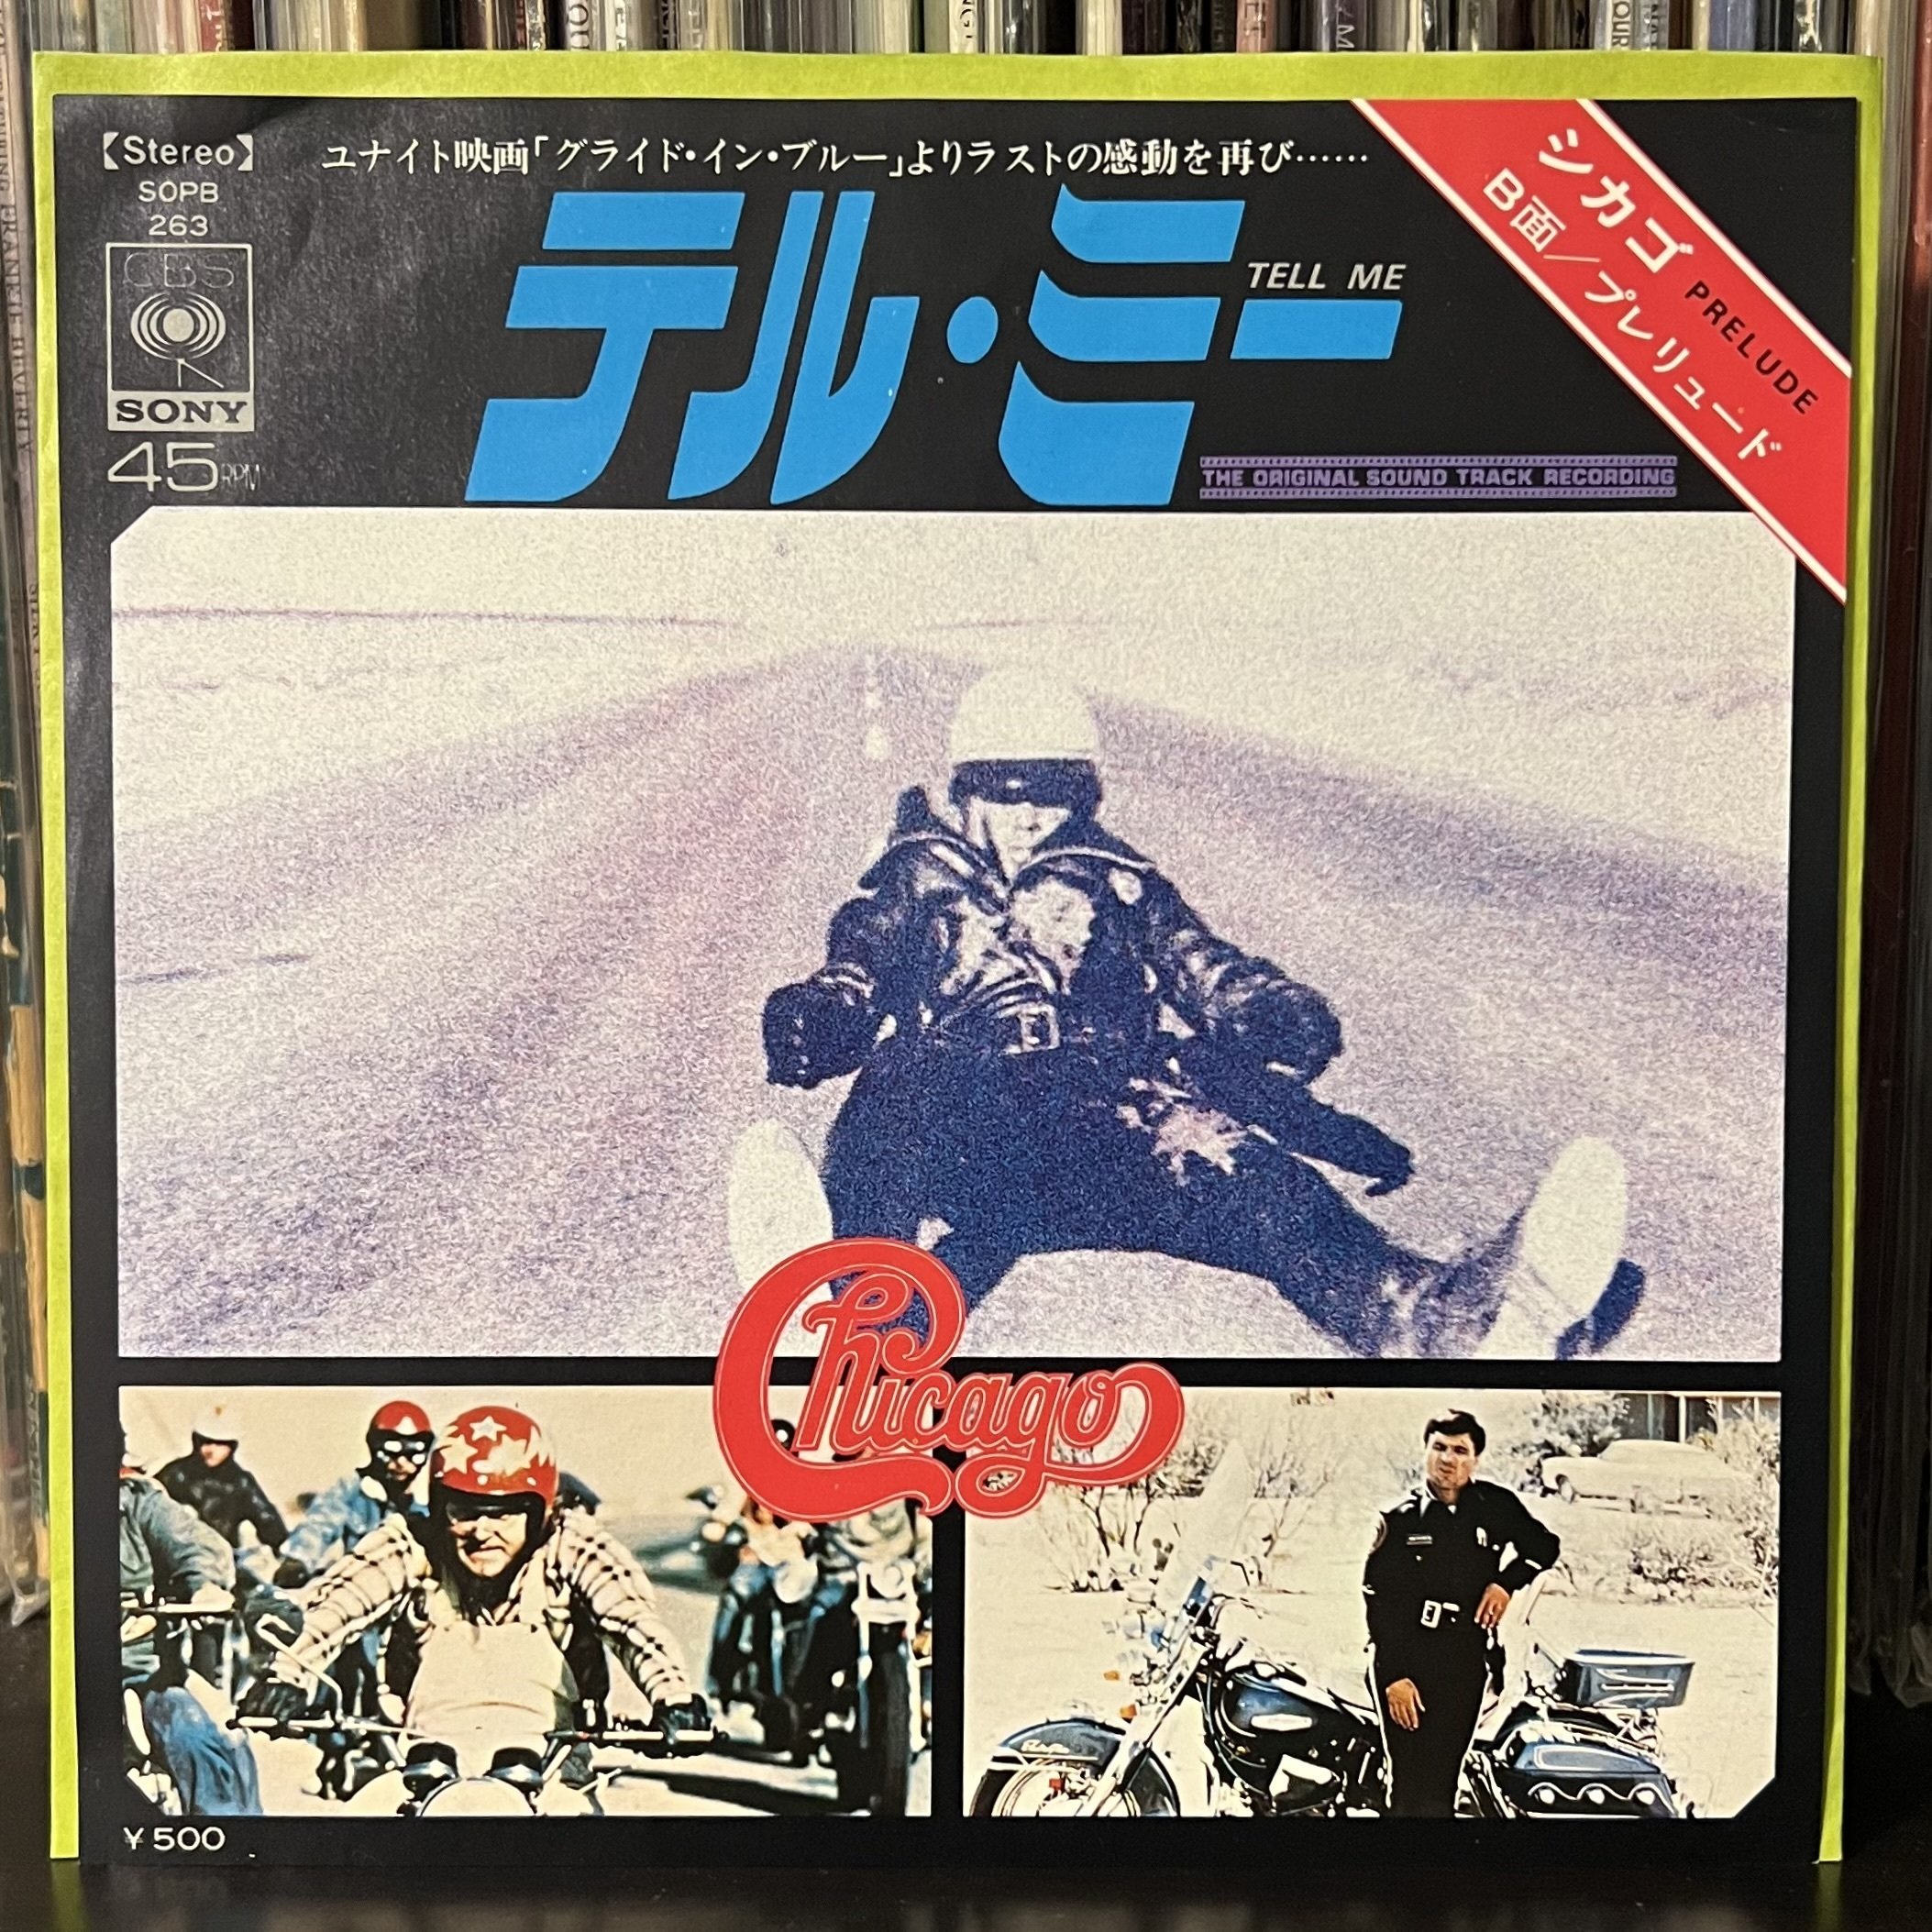 【Stereo】
SOPB
263
CBS
SONY
45RPM
ユナイト映画「グライド・イン・ブルー」よりラストの感動を再び……
テル・ミー
TELL ME
THE ORIGINAL SOUND TRACK RECORDING
シカゴ PRELUDE
B面/プレリュード
Chicago
¥500